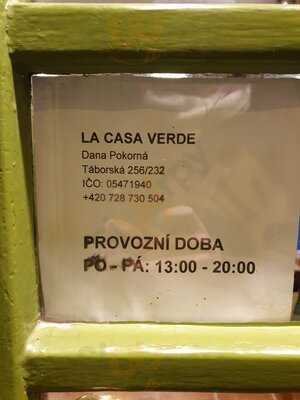 LA CASA VERDE
Dana Pokorná
Táborská 256/232
IČO: 05471940
+420 728 730 504
PROVOZNÍ DOBA
PO - PÁ: 13:00 - 20:00